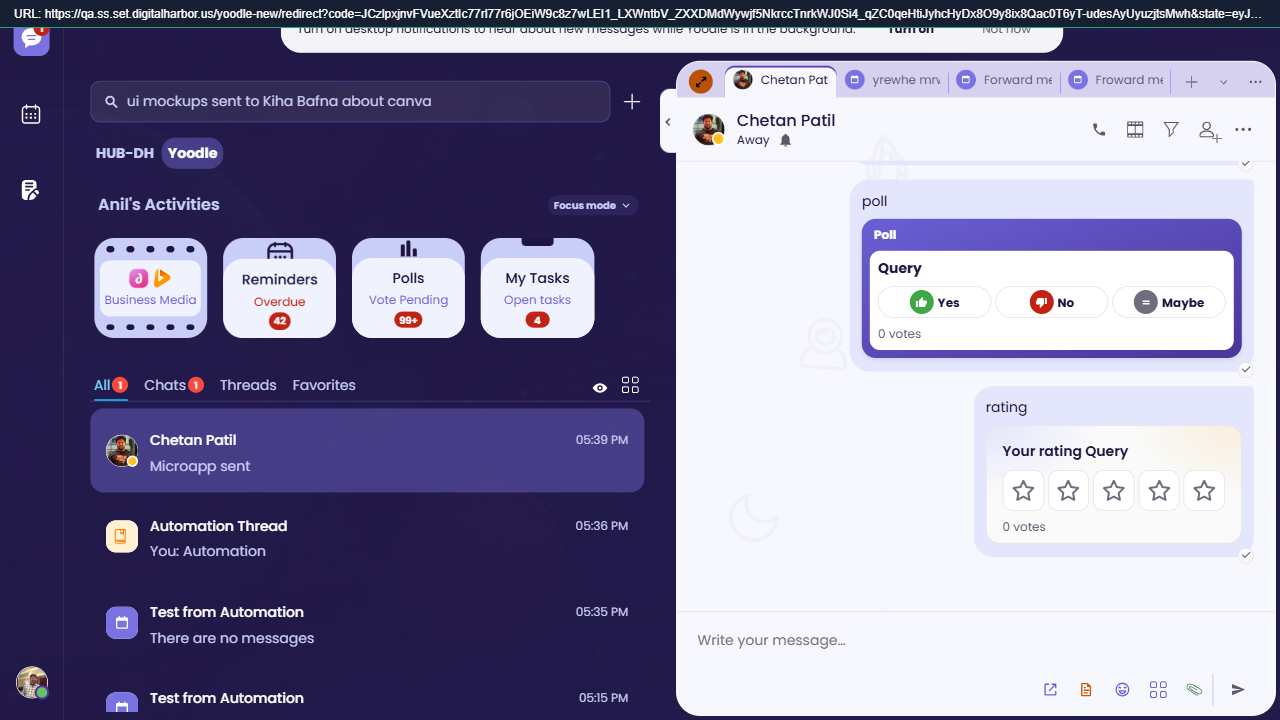 URL: https://qa.ss.set.digitalharbor.us/yoodle-new/redirect?code=JCzlpxjnvFVueXztIc77rI77r6jOEiW9c8z7wLEI1_LXWntbV_ZXXDMdWywjf5NkrccTnrkWJ0Si4_qZC0qeHtiJyhcHyDx8O9y8ix8Qac0T6yT-udesAyUyuzjtsMwh&state=eyJ...
Turn on desktop notifications to hear about new messages while Yoodle is in the background.
Turn on
Not now
ui mockups sent to Kiha Bafna about canva
HUB-DH
Yoodle
Anil's Activities
Focus mode
Business Media
Reminders
Overdue
42
Polls
Vote Pending
99+
My Tasks
Open tasks
4
All 1
Chats 1
Threads
Favorites
Chetan Patil
05:39 PM
Microapp sent
Automation Thread
05:36 PM
You: Automation
Test from Automation
05:35 PM
There are no messages
Test from Automation
05:15 PM
Chetan Pat
yrewhe mrv
Forward me
Froward me
Chetan Patil
Away
poll
Poll
Query
Yes
No
Maybe
0 votes
rating
Your rating Query
0 votes
Write your message...